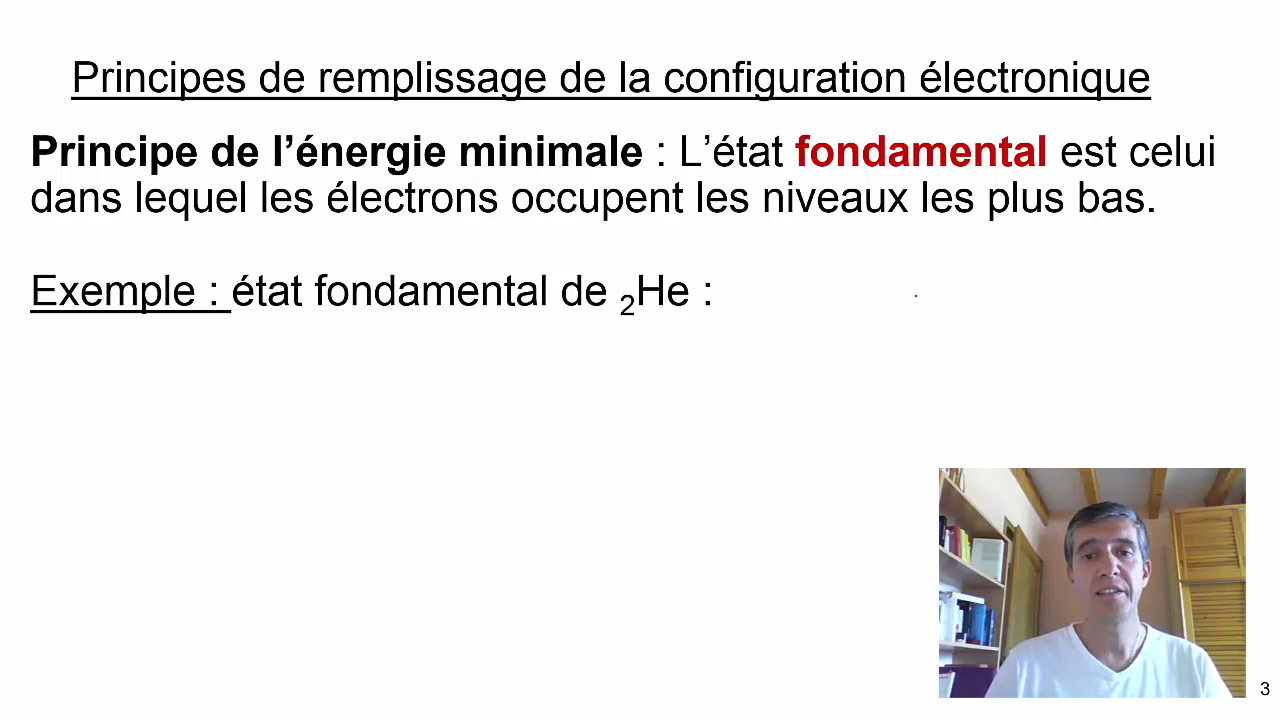 Principes de remplissage de la configuration électronique
Principe de l’énergie minimale : L’état fondamental est celui
dans lequel les électrons occupent les niveaux les plus bas.
Exemple : état fondamental de ₂He :
3